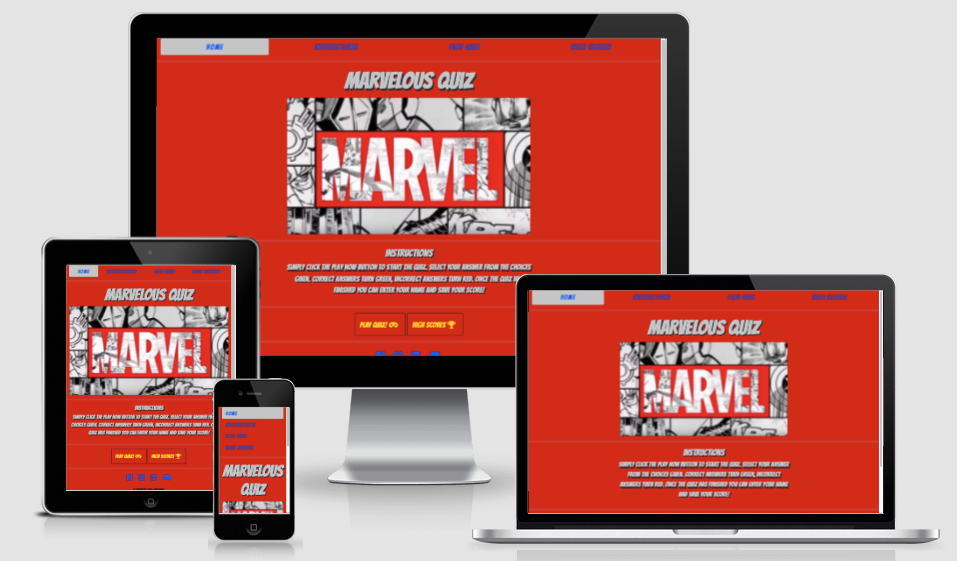 HOME
INSTRUCTIONS
PLAY QUIZ
HIGH SCORES
MARVELOUS QUIZ
MARVEL
INSTRUCTIONS
SIMPLY CLICK THE PLAY NOW BUTTON TO START THE QUIZ, SELECT YOUR ANSWER FROM THE CHOICES
GIVEN, CORRECT ANSWERS TURN GREEN, INCORRECT ANSWERS TURN RED, ONCE THE QUIZ HAS
FINISHED YOU CAN ENTER YOUR NAME AND SAVE YOUR SCORE!
PLAY QUIZ!
HIGH SCORES
HOME
INSTRUCTIONS
PLAY QUIZ
HIGH SCORES
MARVELOUS QUIZ
MARVEL
INSTRUCTIONS
SIMPLY CLICK THE PLAY NOW BUTTON TO START THE QUIZ, SELECT YOUR ANSWER FROM
CHOICES GIVEN, CORRECT ANSWERS TURN GREEN, INCORRECT ANSWERS TURN RED,
QUIZ HAS FINISHED YOU CAN ENTER YOUR NAME AND SAVE YOUR SCORE!
PLAY QUIZ!
HIGH SCORES
HOME
INSTRUCTIONS
PLAY QUIZ
HIGH SCORES
MARVELOUS
QUIZ
HOME
INSTRUCTIONS
PLAY QUIZ
HIGH SCORES
MARVELOUS QUIZ
MARVEL
INSTRUCTIONS
SIMPLY CLICK THE PLAY NOW BUTTON TO START THE QUIZ, SELECT YOUR ANSWER
FROM THE CHOICES GIVEN, CORRECT ANSWERS TURN GREEN, INCORRECT
ANSWERS TURN RED, ONCE THE QUIZ HAS FINISHED YOU CAN ENTER YOUR NAME
AND SAVE YOUR SCORE!